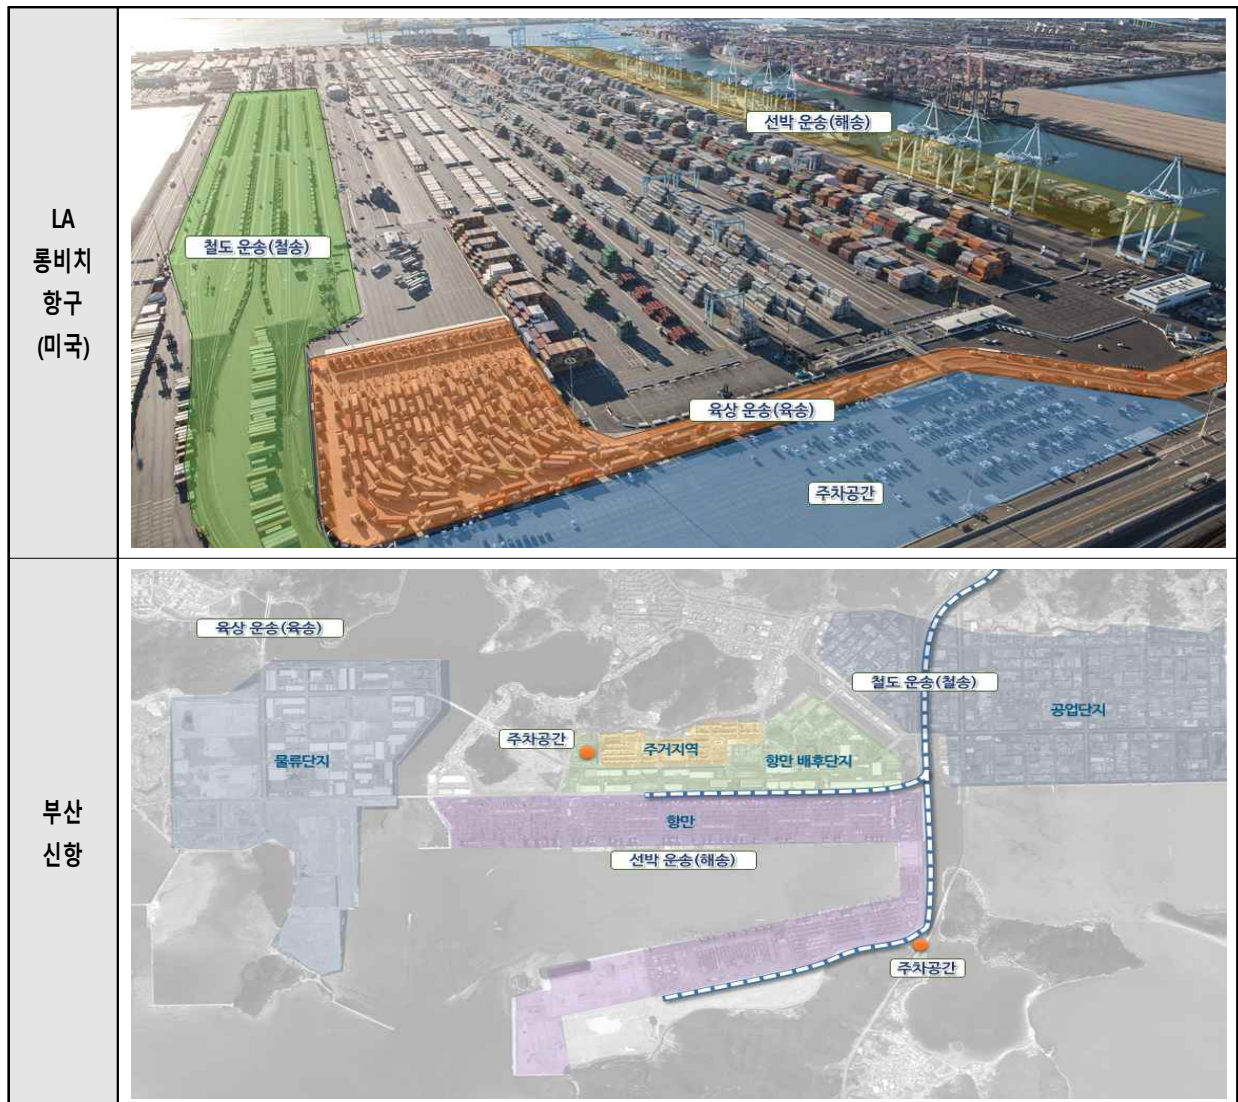 LA
롱비치
항구
(미국)
선박 운송(해송)
철도 운송(철송)
육상 운송(육송)
주차공간
부산
신항
육상 운송(육송)
철도 운송(철송)
공업단지
주차공간
주거지역
물류단지
항만 배후단지
항만
선박 운송(해송)
주차공간